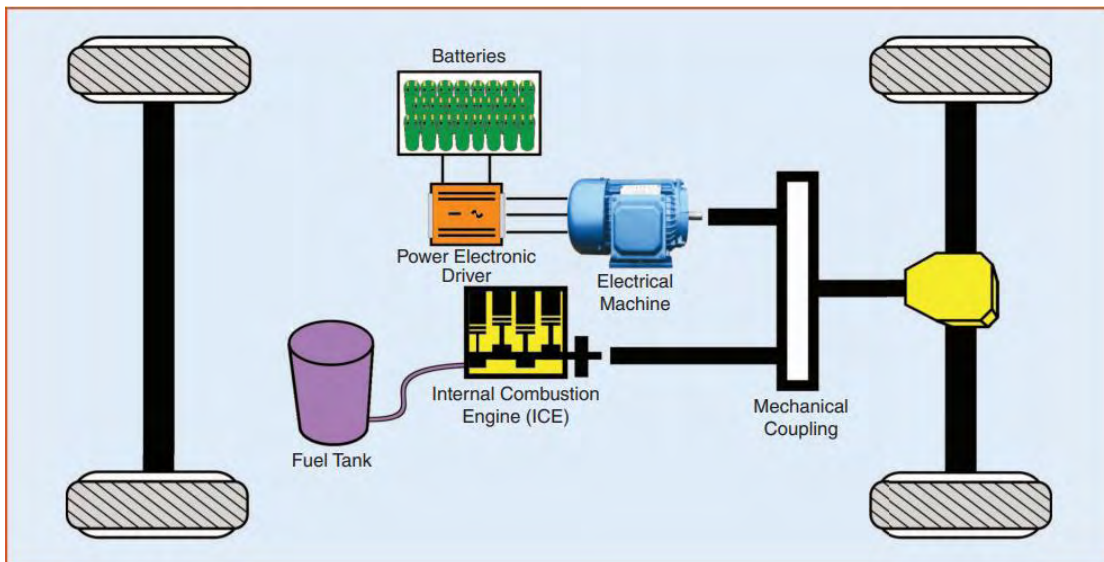 Batteries
Power Electronic
Driver
Electrical
Machine
Internal Combustion
Engine (ICE)
Fuel Tank
Mechanical
Coupling